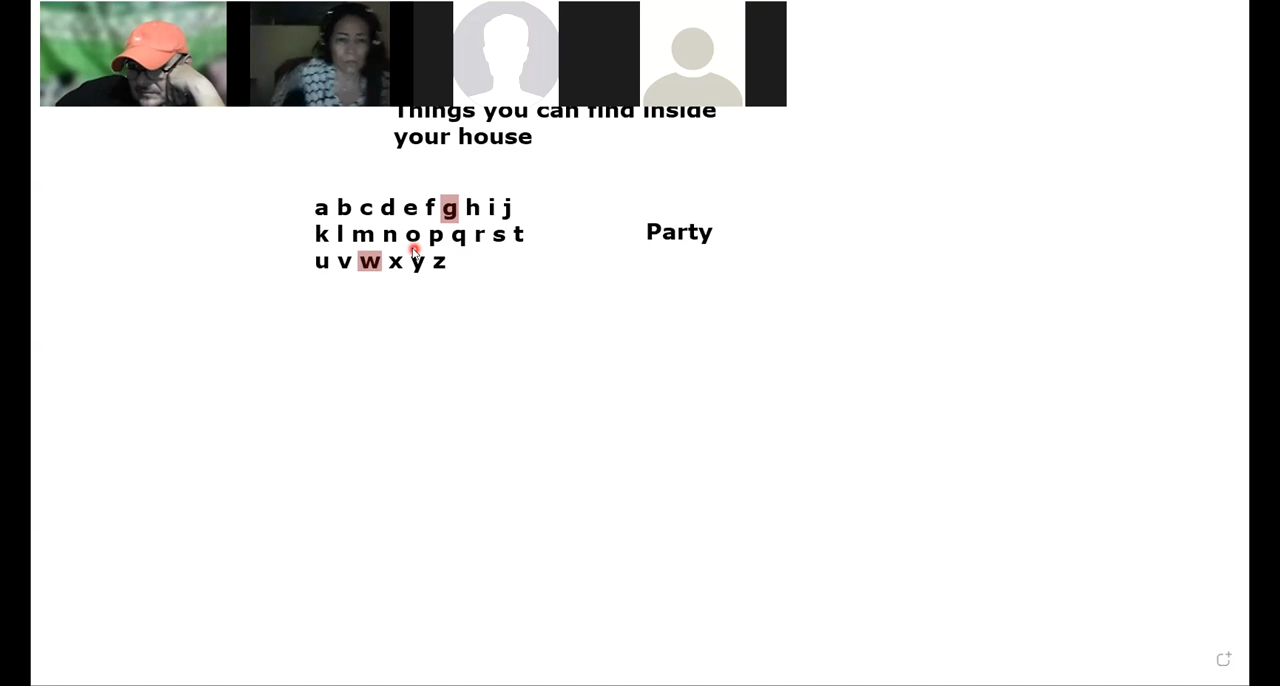 Things you can find inside
your house
a b c d e f g h i j
k l m n o p q r s t
u v w x y z
Party